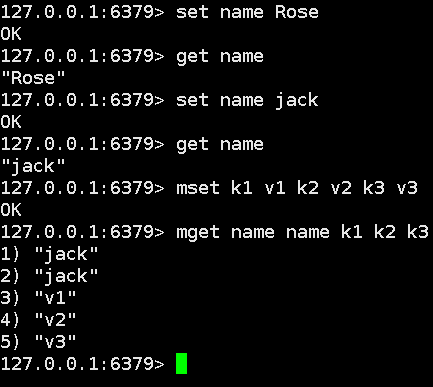 127.0.0.1:6379> set name Rose
OK
127.0.0.1:6379> get name
"Rose"
127.0.0.1:6379> set name jack
OK
127.0.0.1:6379> get name
"jack"
127.0.0.1:6379> mset k1 v1 k2 v2 k3 v3
OK
127.0.0.1:6379> mget name name k1 k2 k3
1) "jack"
2) "jack"
3) "v1"
4) "v2"
5) "v3"
127.0.0.1:6379>